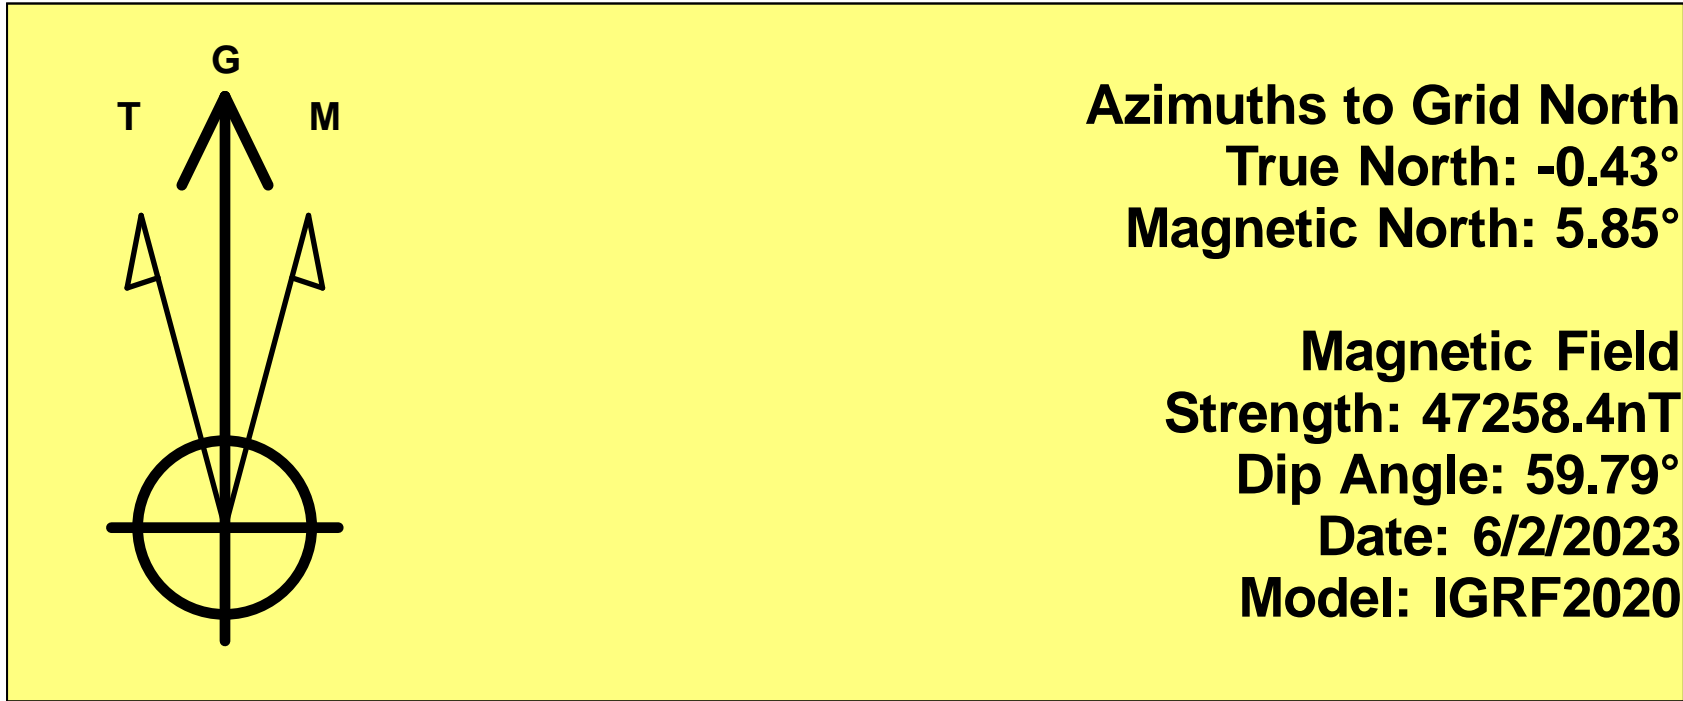 G
T
M
Azimuths to Grid North
True North: -0.43°
Magnetic North: 5.85°
Magnetic Field
Strength: 47258.4nT
Dip Angle: 59.79°
Date: 6/2/2023
Model: IGRF2020